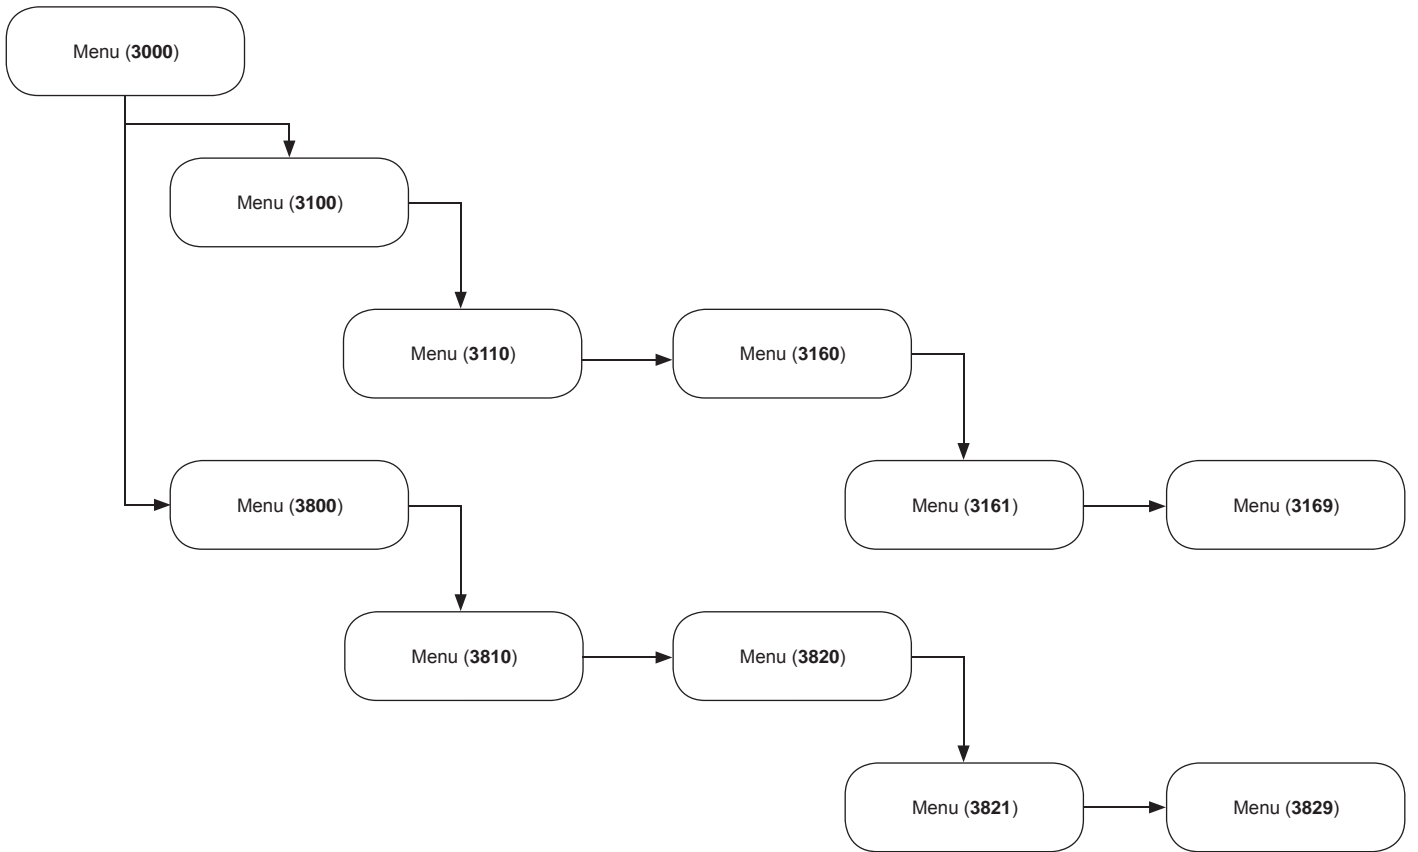 Menu (3000)
Menu (3100)
Menu (3110)
Menu (3160)
Menu (3800)
Menu (3161)
Menu (3169)
Menu (3810)
Menu (3820)
Menu (3821)
Menu (3829)